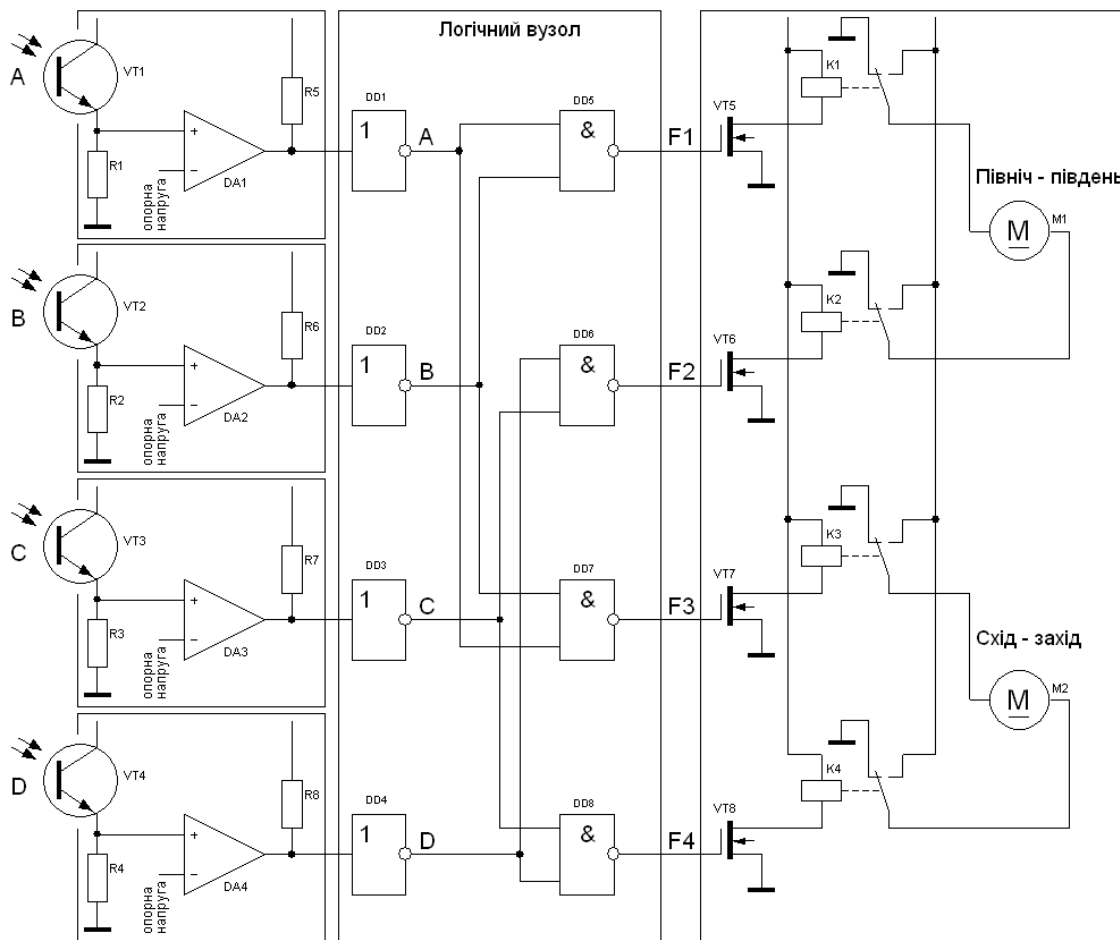 Логічний вузол
A
VT1
R1
опорна
напруга
+
−
DA1
R5
DD1
1
A
DD5
&
F1
VT5
K1
Північ - південь
M
M1
B
VT2
R2
опорна
напруга
+
−
DA2
R6
DD2
1
B
DD6
&
F2
VT6
K2
C
VT3
R3
опорна
напруга
+
−
DA3
R7
DD3
1
C
DD7
&
F3
VT7
K3
Схід - захід
M
M2
D
VT4
R4
опорна
напруга
+
−
DA4
R8
DD4
1
D
DD8
&
F4
VT8
K4